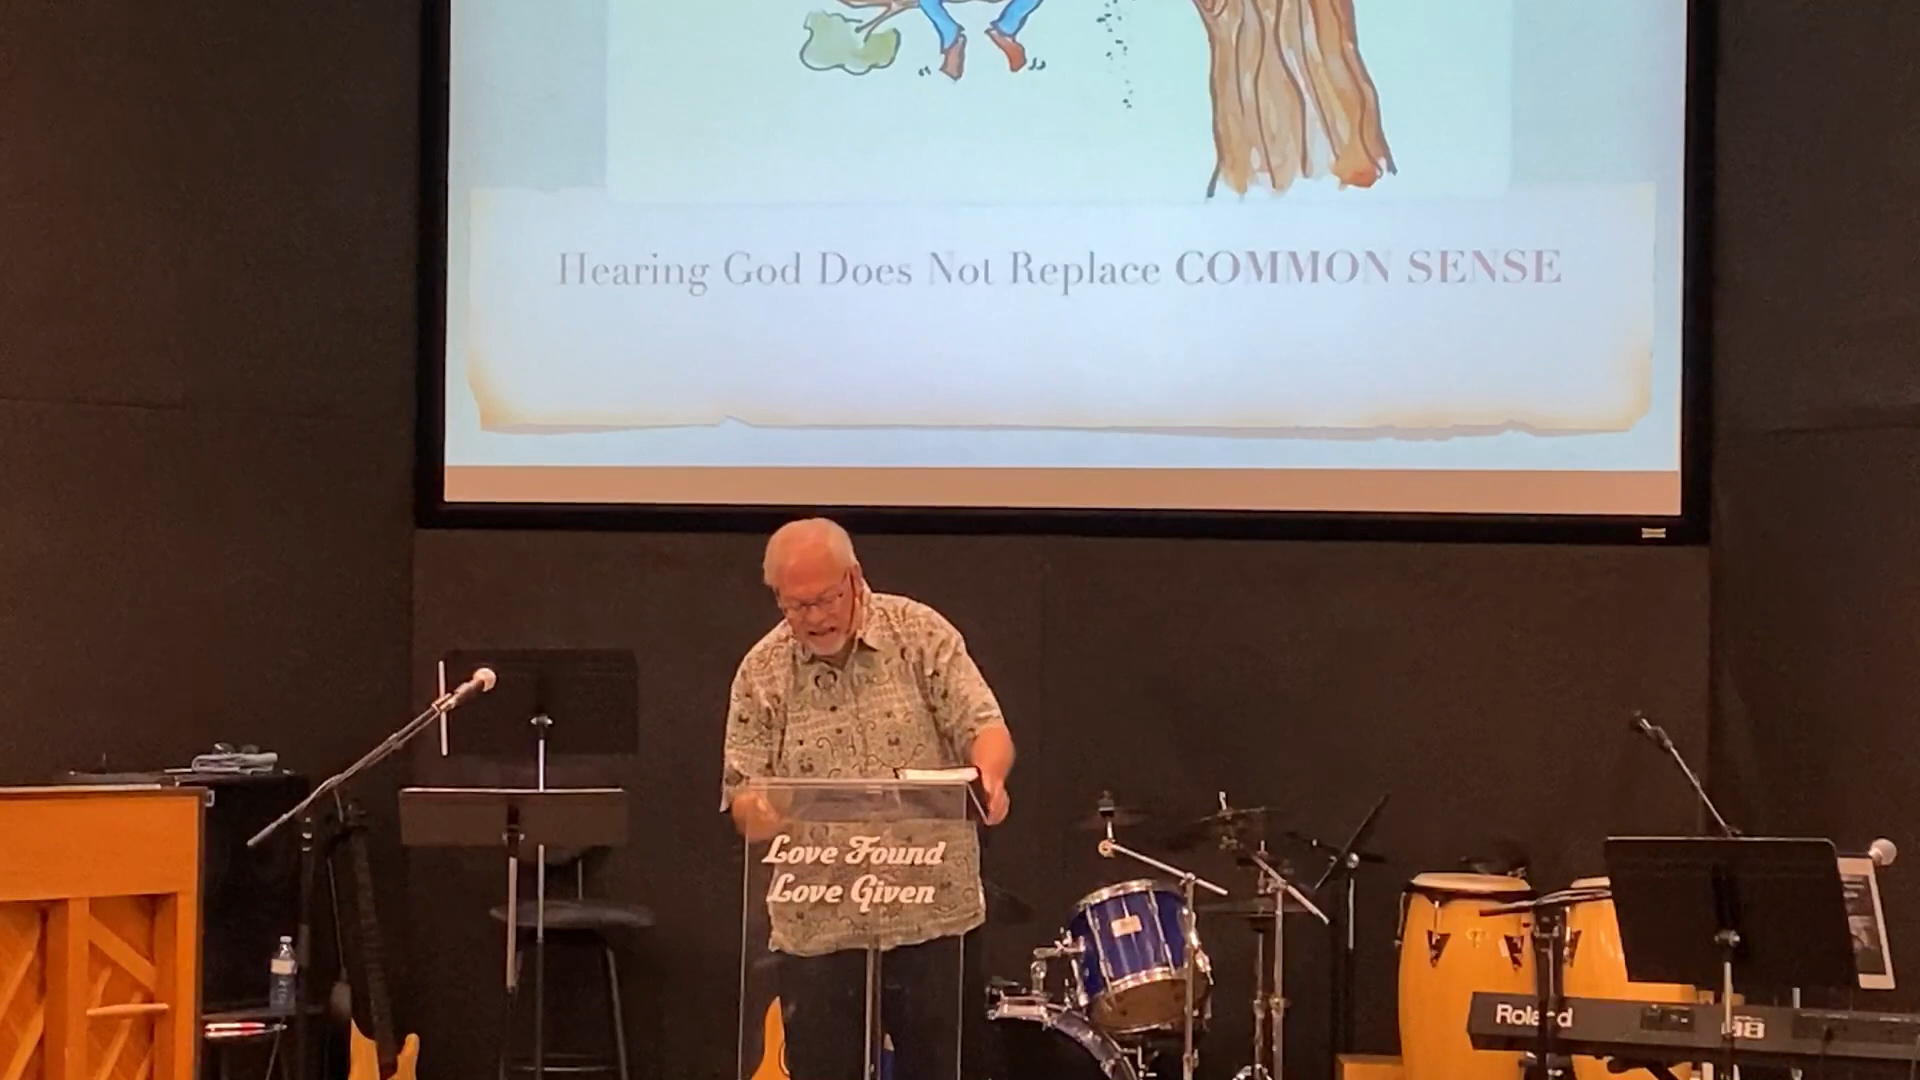 Hearing God Does Not Replace COMMON SENSE
Love Found
Love Given
Roland